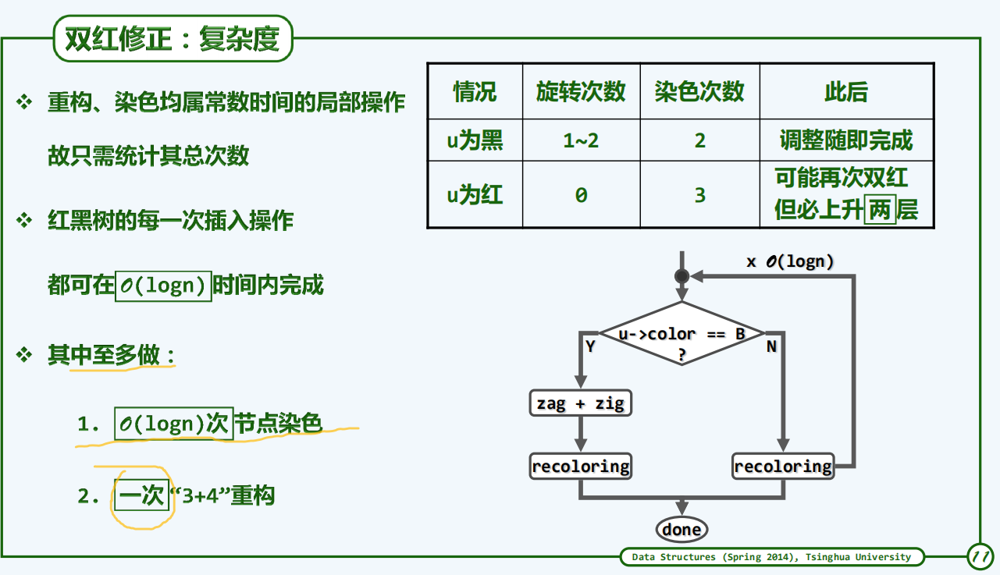 双红修正：复杂度
❖ 重构、染色均属常数时间的局部操作
故只需统计其总次数
❖ 红黑树的每一次插入操作
都可在O(logn)时间内完成
❖ 其中至多做：
1. O(logn)次节点染色
2. 一次“3+4”重构
情况 旋转次数 染色次数 此后
u为黑 1~2 2 调整随即完成
u为红 0 3 可能再次双红
但必上升两层
x O(logn)
u->color == B
?
Y N
zag + zig
recoloring recoloring
done
Data Structures (Spring 2014), Tsinghua University
11